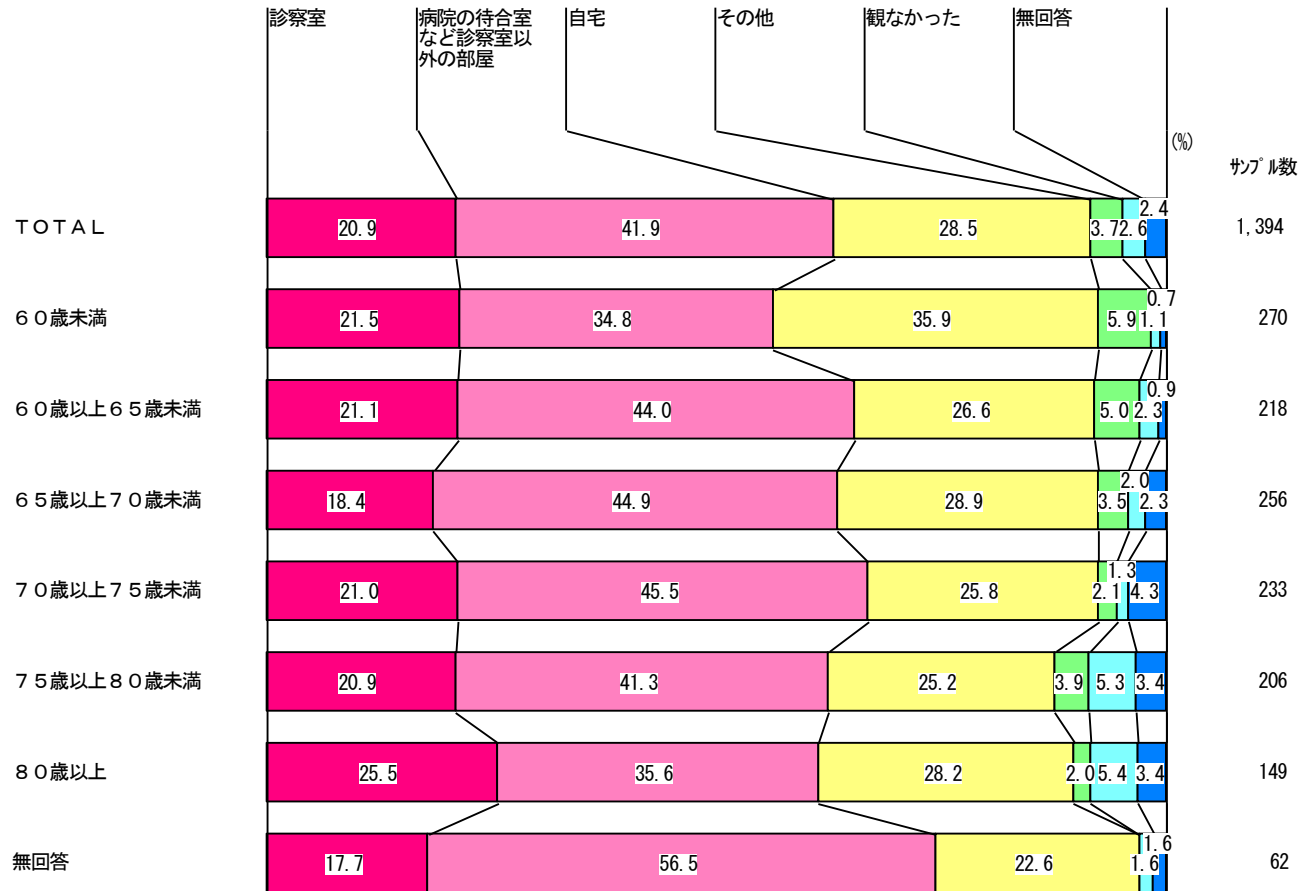 診察室
病院の待合室
など診察室以
外の部屋
自宅
その他
観なかった
無回答
(%)
ｻﾝﾌﾟﾙ数
ＴＯＴＡＬ 20.9 41.9 28.5 3.7 2.6 2.4 1,394
６０歳未満 21.5 34.8 35.9 5.9 1.1 0.7 270
６０歳以上６５歳未満 21.1 44.0 26.6 5.0 2.3 0.9 218
６５歳以上７０歳未満 18.4 44.9 28.9 3.5 2.0 2.3 256
７０歳以上７５歳未満 21.0 45.5 25.8 2.1 1.3 4.3 233
７５歳以上８０歳未満 20.9 41.3 25.2 3.9 5.3 3.4 206
８０歳以上 25.5 35.6 28.2 2.0 5.4 3.4 149
無回答 17.7 56.5 22.6 1.6 1.6 62